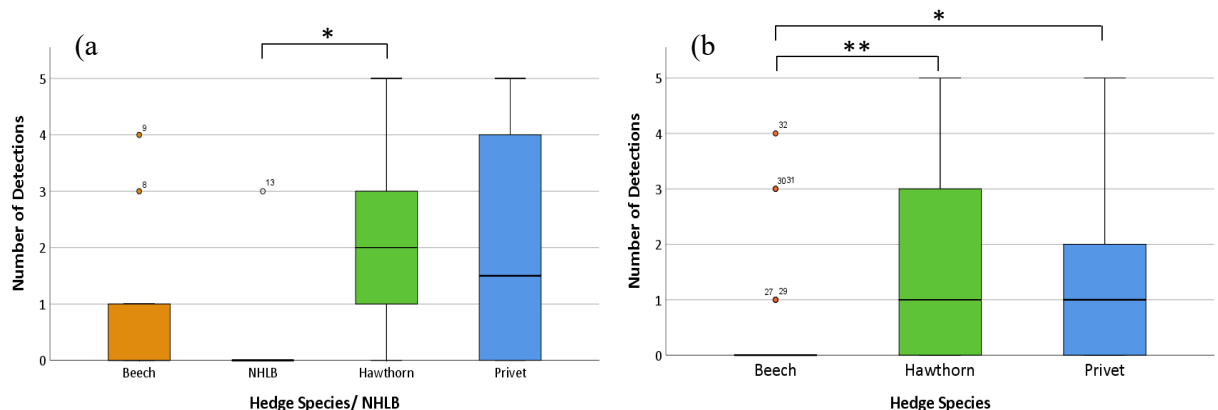 (a
*
Number of Detections
5
4
3
2
1
0
9
8
13
Beech NHLB Hawthorn Privet
Hedge Species/ NHLB
(b
*
**
Number of Detections
5
4
3
2
1
0
32
30 31
27 29
Beech Hawthorn Privet
Hedge Species